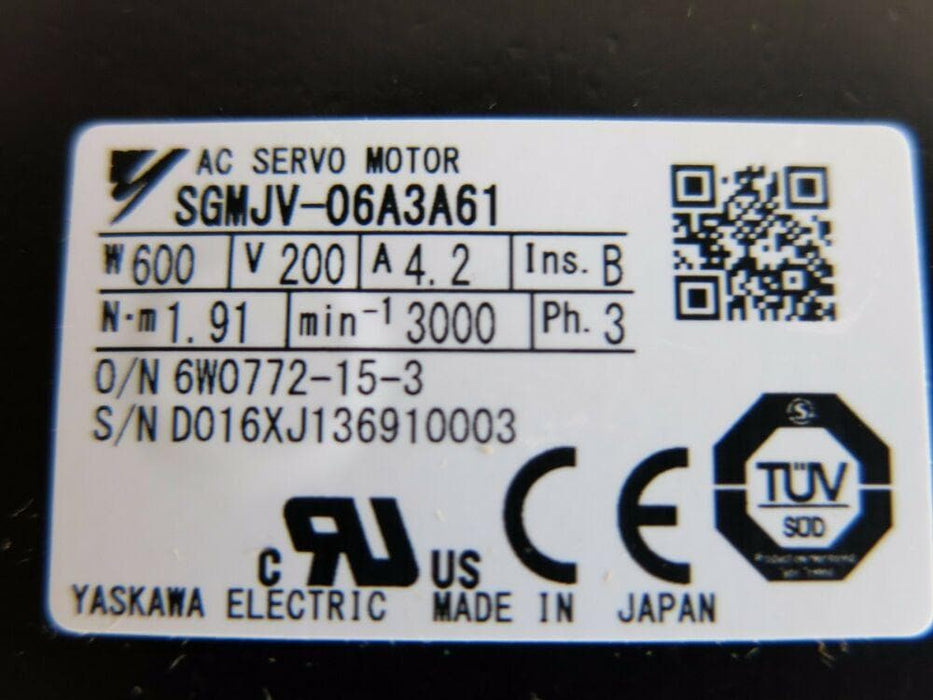 AC SERVO MOTOR
SGMJV-06A3A61
W 600 V 200 A 4.2 Ins. B
N·m 1.91 min⁻¹ 3000 Ph. 3
O/N 6W0772-15-3
S/N D016XJ136910003
TÜV
SÜD
C RU US CE
YASKAWA ELECTRIC MADE IN JAPAN